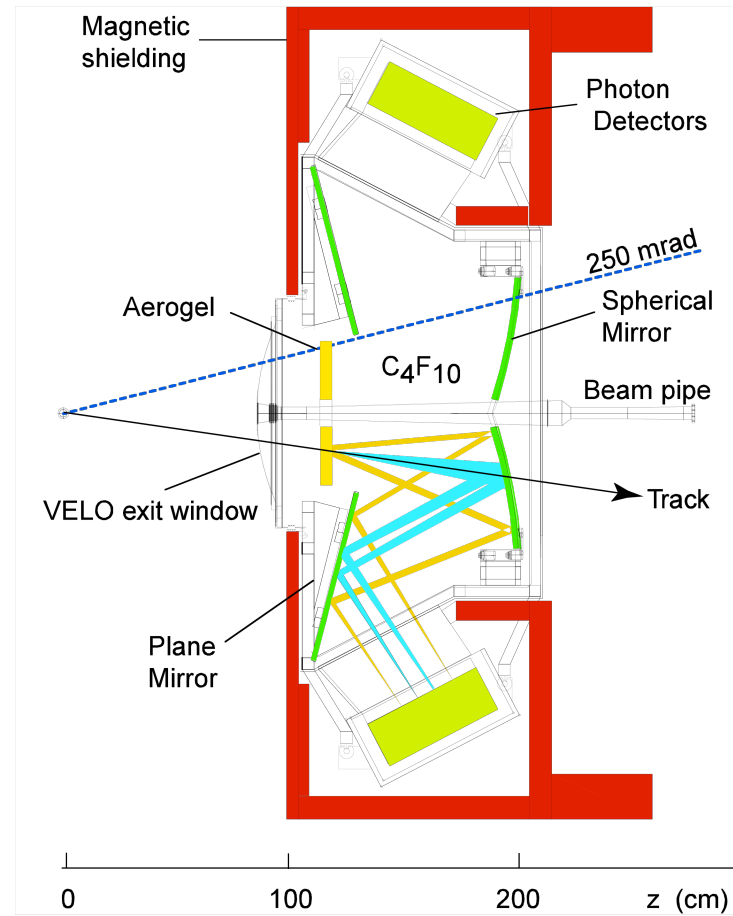 Magnetic
shielding
Photon
Detectors
250 mrad
Aerogel
Spherical
Mirror
C4F10
Beam pipe
VELO exit window
Track
Plane
Mirror
0
100
200
z (cm)